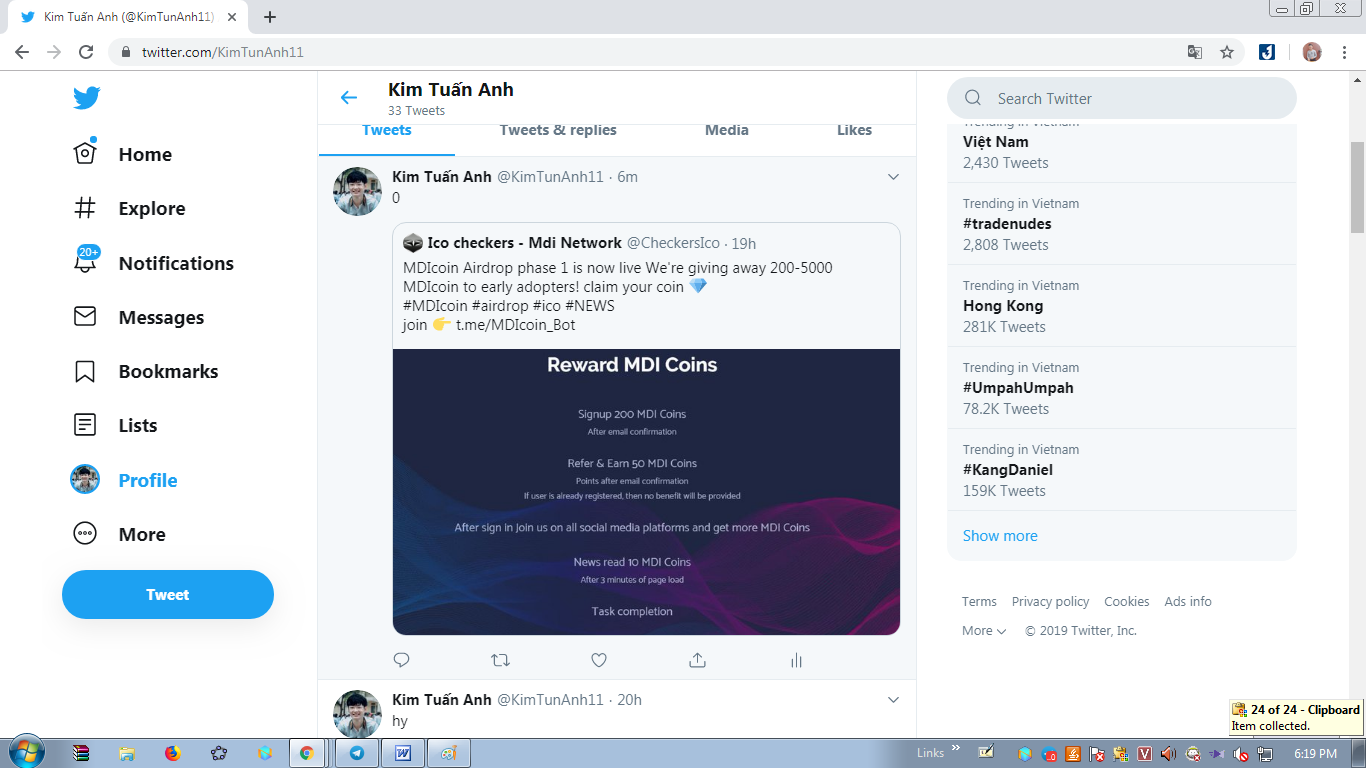 Kim Tuấn Anh (@KimTunAnh11)
twitter.com/KimTunAnh11
Home
Explore
20+
Notifications
Messages
Bookmarks
Lists
Profile
More
Tweet
Kim Tuấn Anh
33 Tweets
Tweets Tweets & replies Media Likes
Kim Tuấn Anh @KimTunAnh11 · 6m
0
Ico checkers - Mdi Network @CheckersIco · 19h
MDIcoin Airdrop phase 1 is now live We're giving away 200-5000
MDIcoin to early adopters! claim your coin 💎
#MDIcoin #airdrop #ico #NEWS
join 👉 t.me/MDIcoin_Bot
Reward MDI Coins
Signup 200 MDI Coins
After email confirmation
Refer & Earn 50 MDI Coins
Points after email confirmation
If user is already registered, then no benefit will be provided
After sign in Join us on all social media platforms and get more MDI Coins
News read 10 MDI Coins
After 3 minutes of page load
Task completion
Kim Tuấn Anh @KimTunAnh11 · 20h
hy
Search Twitter
Trending in Vietnam
Việt Nam
2,430 Tweets
Trending in Vietnam
#tradenudes
2,808 Tweets
Trending in Vietnam
Hong Kong
281K Tweets
Trending in Vietnam
#UmpahUmpah
78.2K Tweets
Trending in Vietnam
#KangDaniel
159K Tweets
Show more
Terms Privacy policy Cookies Ads info
More © 2019 Twitter, Inc.
24 of 24 - Clipboard
Item collected.
Links
6:19 PM